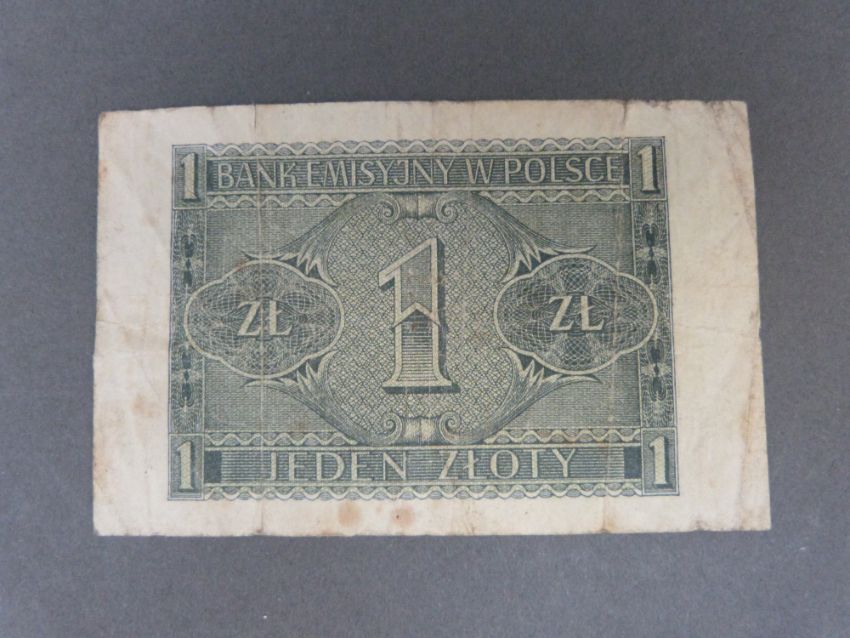 1 BANK EMISYJNY W POLSCE 1
ZŁ 1 ZŁ
1 JEDEN ZŁOTY 1